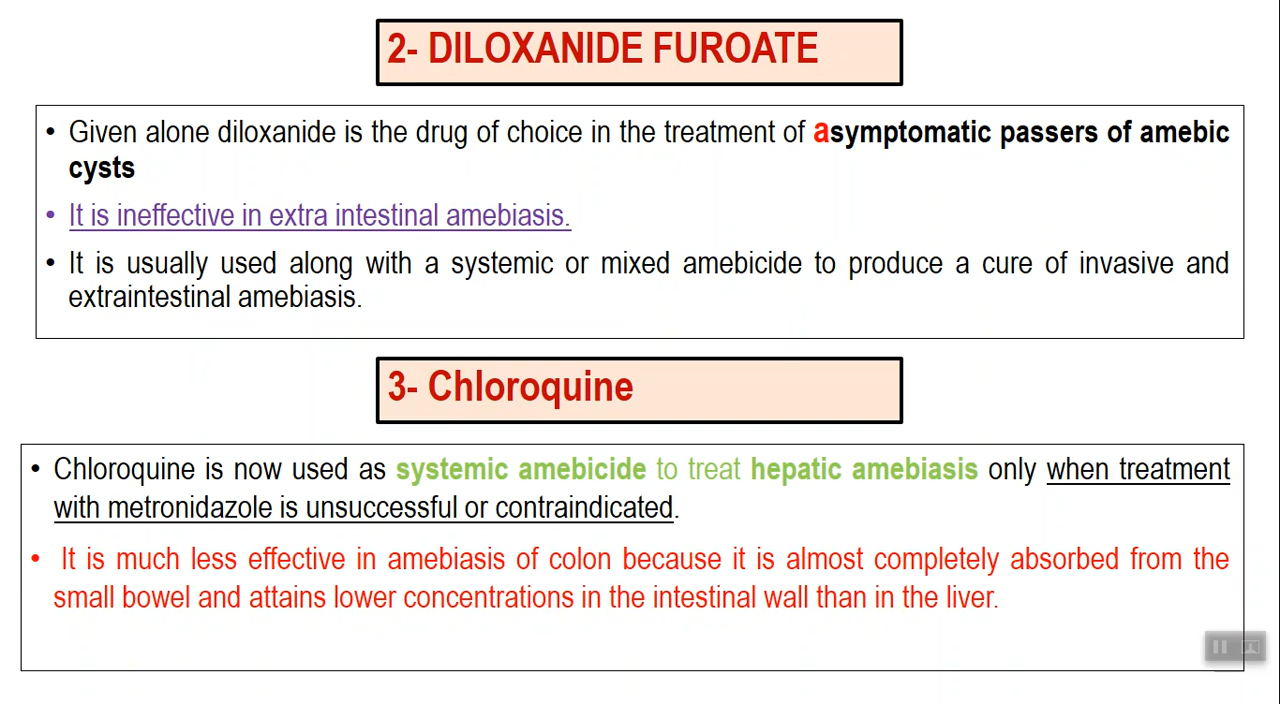 2- DILOXANIDE FUROATE
• Given alone diloxanide is the drug of choice in the treatment of asymptomatic passers of amebic
cysts
• It is ineffective in extra intestinal amebiasis.
• It is usually used along with a systemic or mixed amebicide to produce a cure of invasive and
extraintestinal amebiasis.
3- Chloroquine
• Chloroquine is now used as systemic amebicide to treat hepatic amebiasis only when treatment
with metronidazole is unsuccessful or contraindicated.
• It is much less effective in amebiasis of colon because it is almost completely absorbed from the
small bowel and attains lower concentrations in the intestinal wall than in the liver.